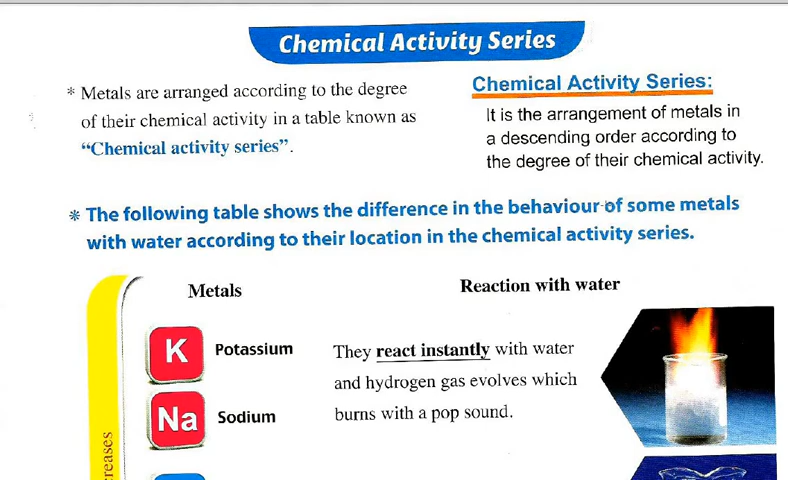 Chemical Activity Series
* Metals are arranged according to the degree
of their chemical activity in a table known as
“Chemical activity series”.
Chemical Activity Series:
It is the arrangement of metals in
a descending order according to
the degree of their chemical activity.
* The following table shows the difference in the behaviour of some metals
with water according to their location in the chemical activity series.
Metals
Reaction with water
K
Potassium
They react instantly with water
and hydrogen gas evolves which
burns with a pop sound.
Na
Sodium